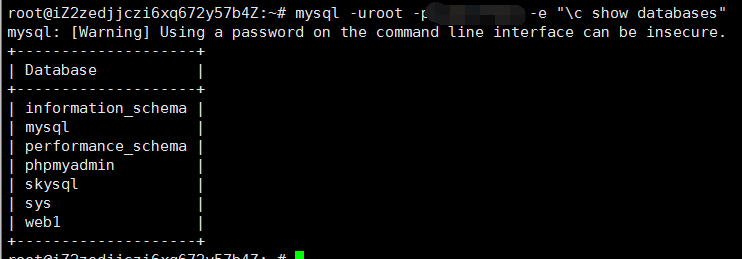 root@iZ2zedjjczi6xq672y57b4Z:~# mysql -uroot -p -e "\c show databases"
mysql: [Warning] Using a password on the command line interface can be insecure.
+--------------------+
| Database           |
+--------------------+
| information_schema |
| mysql              |
| performance_schema |
| phpmyadmin         |
| skysql             |
| sys                |
| web1               |
+--------------------+
root@iZ2zedjjczi6xq672y57b4Z:~#